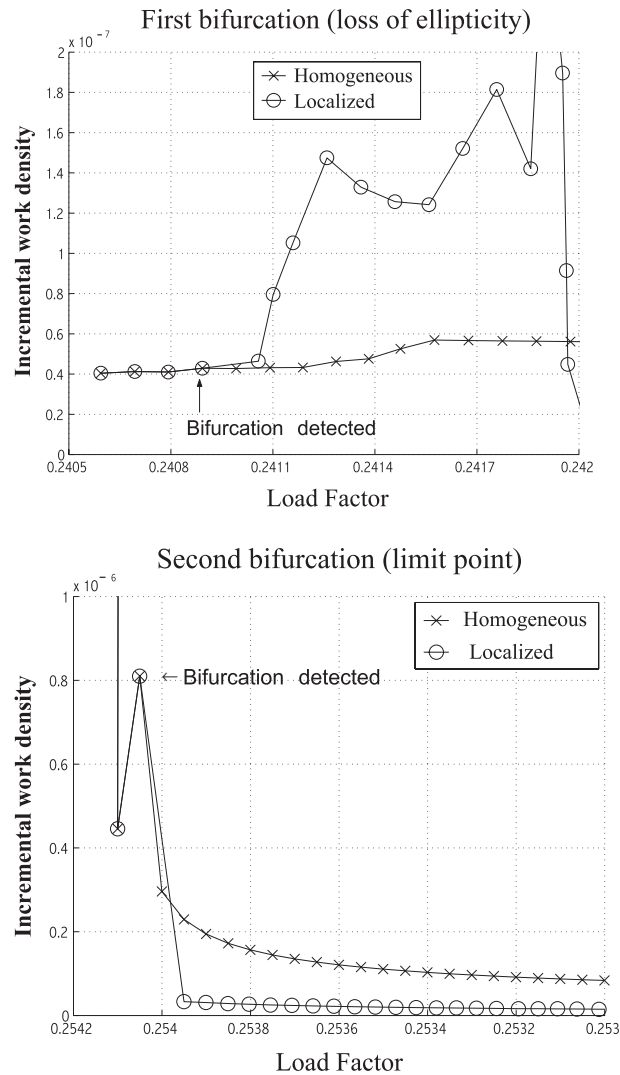 First bifurcation (loss of ellipticity)
x 10⁻⁷
2
1.8
1.6
1.4
1.2
1
0.8
0.6
0.4
0.2
0
Incremental work density
Homogeneous
Localized
Bifurcation detected
0.2405 0.2408 0.2411 0.2414 0.2417 0.242
Load Factor
Second bifurcation (limit point)
x 10⁻⁶
1
0.8
0.6
0.4
0.2
0
Incremental work density
Homogeneous
Localized
← Bifurcation detected
0.2542 0.254 0.2538 0.2536 0.2534 0.2532 0.253
Load Factor